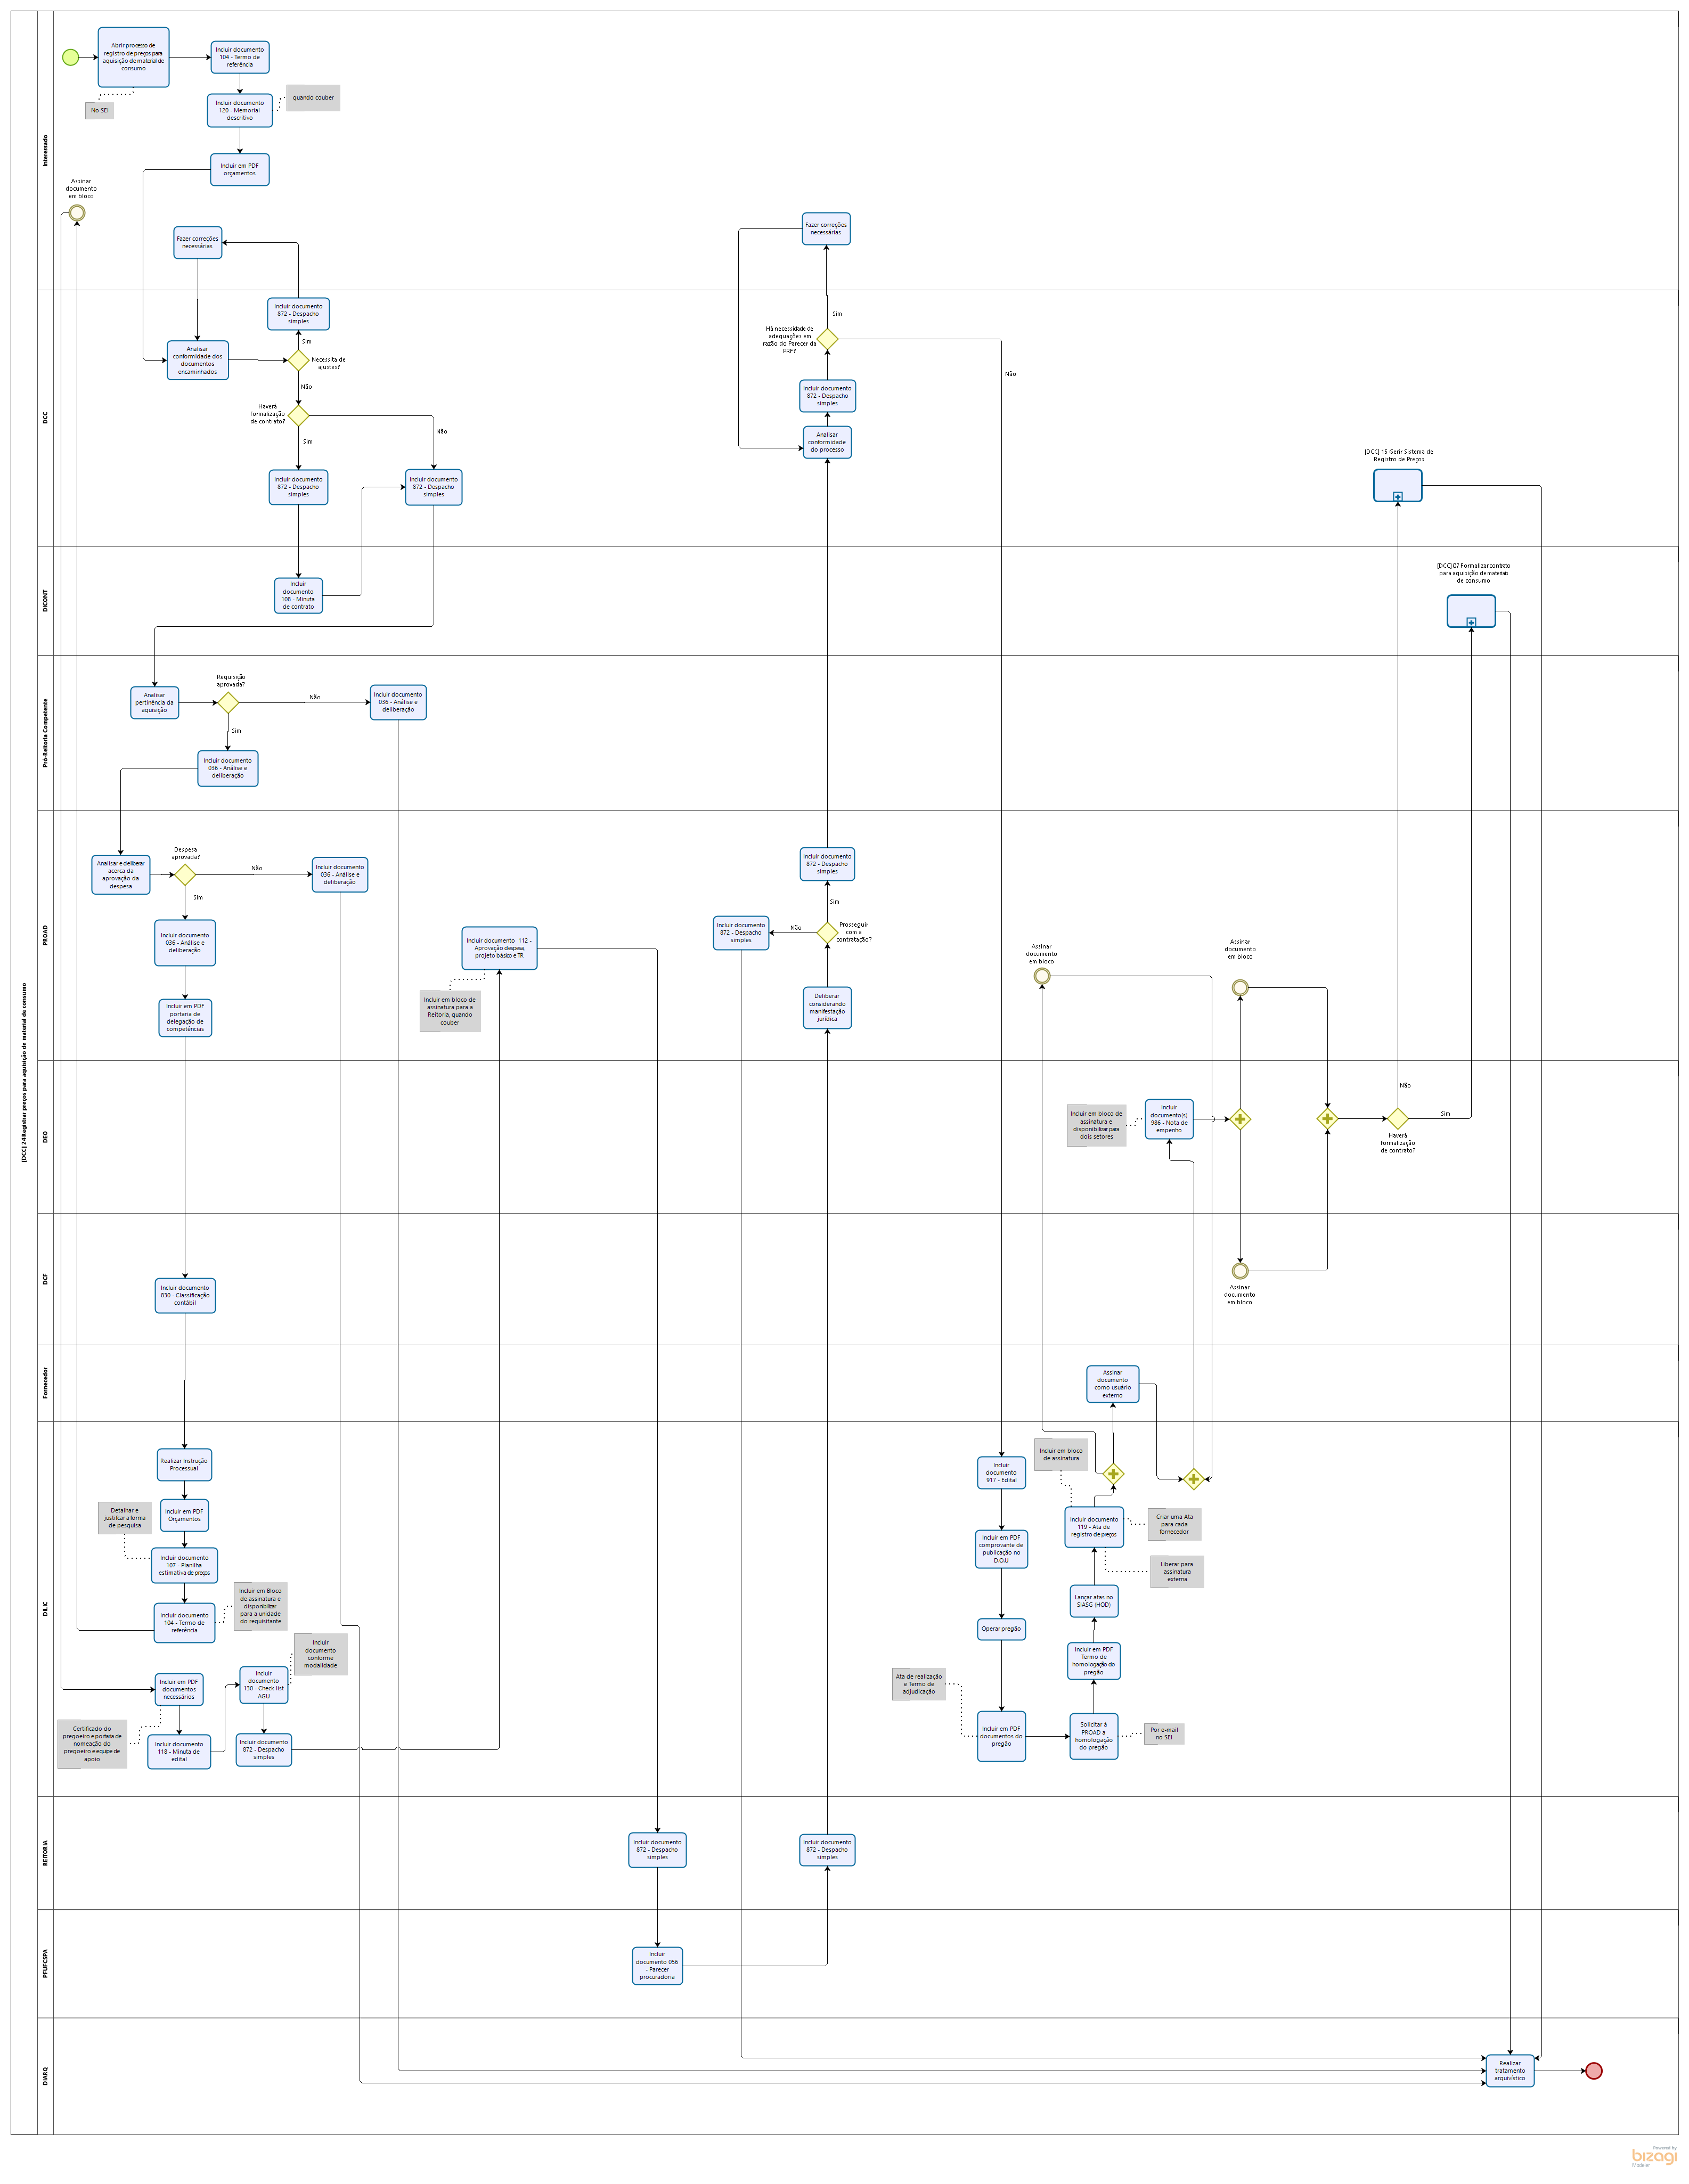 [DCC] 24 Registrar preços para aquisição de material de consumo
Interessado
Abrir processo de
registro de preços para
aquisição de material de
consumo
No SEI
Incluir documento
104 - Termo de
referência
Incluir documento
120 - Memorial
descritivo
quando couber
Incluir em PDF
orçamentos
Assinar
documento
em bloco
Fazer correções
necessárias
Fazer correções
necessárias
DCC
Incluir documento
872 - Despacho
simples
Sim
Analisar
conformidade dos
documentos
encaminhados
Necessita de
ajustes?
Não
Haverá
formalização
de contrato?
Não
Sim
Incluir documento
872 - Despacho
simples
Incluir documento
872 - Despacho
simples
Sim
Há necessidade de
adequações em
razão do Parecer da
PRF?
Não
Incluir documento
872 - Despacho
simples
Analisar
conformidade
do processo
[DCC] 15 Gerir Sistema de
Registro de Preços
DICONT
Incluir
documento
108 - Minuta
de contrato
[DCC] 07 Formalizar contrato
para aquisição de materiais
de consumo
Pró-Reitoria Competente
Analisar
pertinência da
aquisição
Requisição
aprovada?
Não
Incluir documento
036 - Análise e
deliberação
Sim
Incluir documento
036 - Análise e
deliberação
PROAD
Analisar e deliberar
acerca da
aprovação da
despesa
Despesa
aprovada?
Não
Incluir documento
036 - Análise e
deliberação
Sim
Incluir documento
036 - Análise e
deliberação
Incluir em PDF
portaria de
delegação de
competências
Incluir documento 112 -
Aprovação despesa,
projeto básico e TR
Incluir em bloco de
assinatura para a
Reitoria, quando
couber
Incluir documento
872 - Despacho
simples
Sim
Incluir documento
872 - Despacho
simples
Não
Prosseguir
com a
contratação?
Deliberar
considerando
manifestação
jurídica
Assinar
documento
em bloco
Assinar
documento
em bloco
DEO
Incluir em bloco de
assinatura e
disponibilizar para
dois setores
Incluir
documento(s)
986 - Nota de
empenho
Não
Sim
Haverá
formalização
de contrato?
DCF
Incluir documento
830 - Classificação
contábil
Assinar
documento
em bloco
Fornecedor
Assinar
documento
como usuário
externo
DILIC
Realizar Instrução
Processual
Incluir em PDF
Orçamentos
Detalhar e
justifcar a forma
de pesquisa
Incluir documento
107 - Planilha
estimativa de preços
Incluir documento
104 - Termo de
referência
Incluir em Bloco
de assinatura e
disponibilizar
para a unidade
do requisitante
Incluir
documento
conforme
modalidade
Incluir em PDF
documentos
necessários
Incluir
documento
130 - Check list
AGU
Certificado do
pregoeiro e portaria de
nomeação do
pregoeiro e equipe de
apoio
Incluir documento
118 - Minuta de
edital
Incluir documento
872 - Despacho
simples
Incluir
documento
917 - Edital
Incluir em PDF
comprovante de
publicação no
D.O.U
Operar pregão
Ata de realização
e Termo de
adjudicação
Incluir em PDF
documentos do
pregão
Solicitar à
PROAD a
homologação
do pregão
Por e-mail
no SEI
Incluir em PDF
Termo de
homologação do
pregão
Lançar atas no
SIASG (HOD)
Incluir documento
119 - Ata de
registro de preços
Incluir em bloco
de assinatura
Criar uma Ata
para cada
fornecedor
Liberar para
assinatura
externa
REITORIA
Incluir documento
872 - Despacho
simples
Incluir documento
872 - Despacho
simples
PF/UFCSPA
Incluir
documento 056
- Parecer
procuradoria
DIARQ
Realizar
tratamento
arquivístico
Powered by
bizagi
Modeler